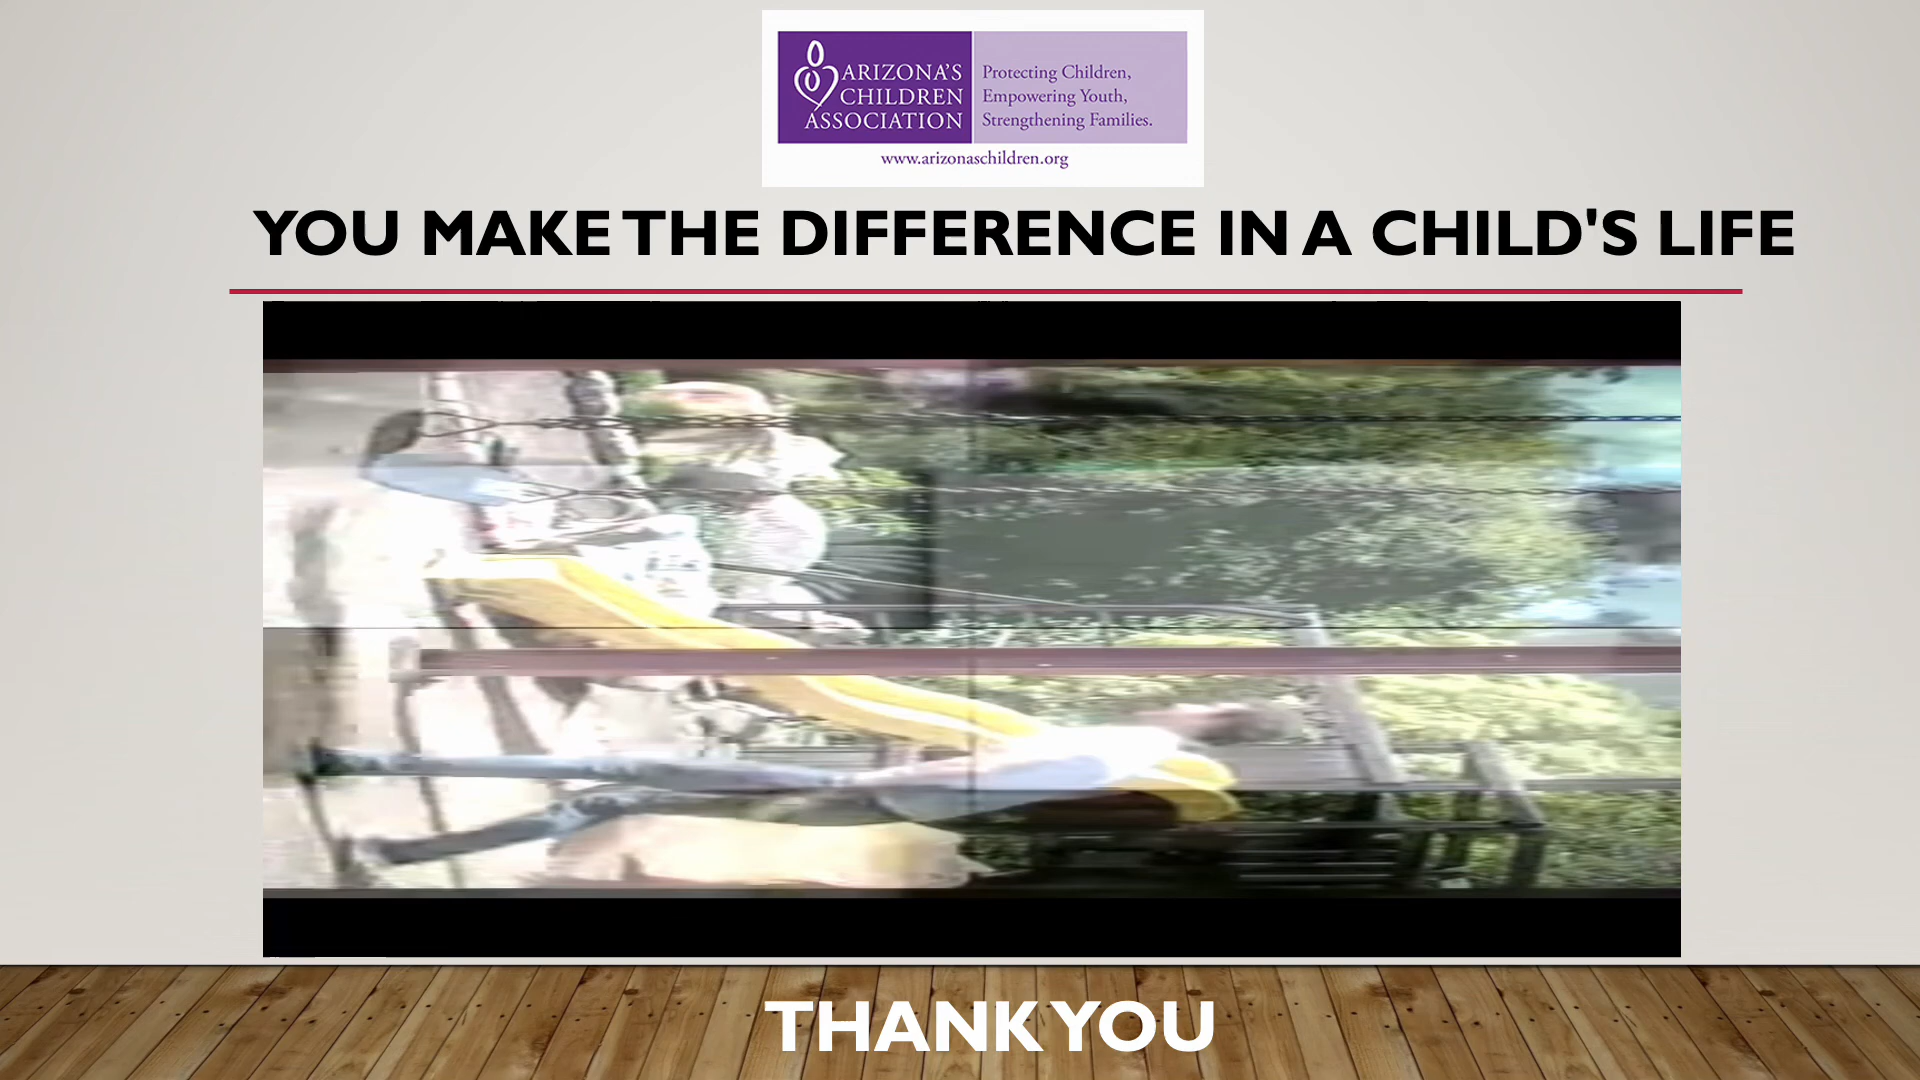 ARIZONA'S
CHILDREN
ASSOCIATION
Protecting Children,
Empowering Youth,
Strengthening Families.
www.arizonaschildren.org
YOU MAKE THE DIFFERENCE IN A CHILD'S LIFE
THANK YOU